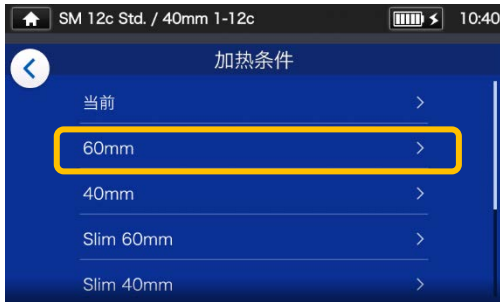 SM 12c Std. / 40mm 1-12c 10:40
加热条件
当前
60mm
40mm
Slim 60mm
Slim 40mm